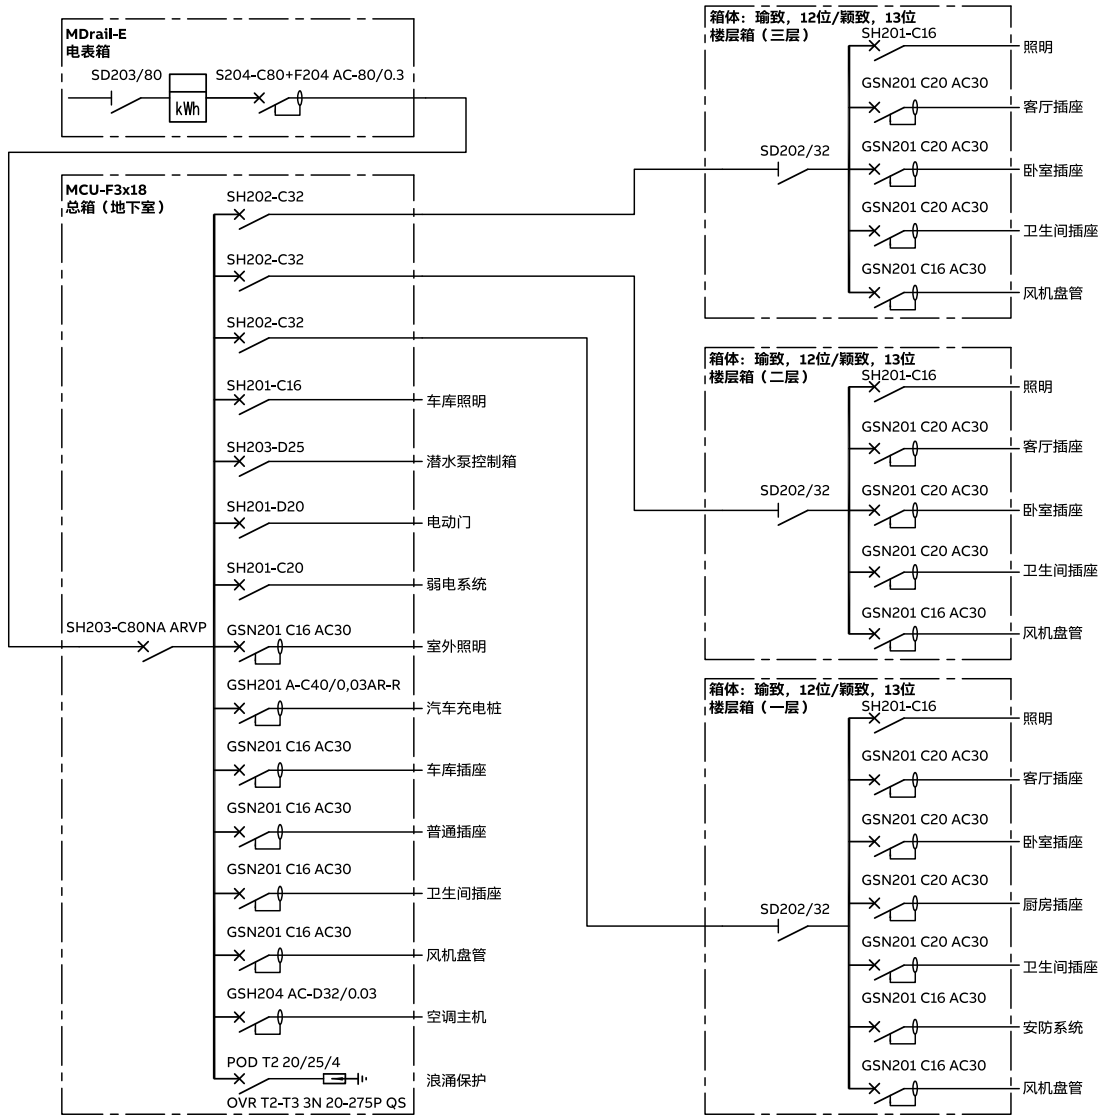 MDrail-E
电表箱
SD203/80
S204-C80+F204 AC-80/0.3
kWh
MCU-F3x18
总箱（地下室）
SH202-C32
SH202-C32
SH202-C32
SH201-C16
车库照明
SH203-D25
潜水泵控制箱
SH201-D20
电动门
SH201-C20
弱电系统
SH203-C80NA ARVP
GSN201 C16 AC30
室外照明
GSH201 A-C40/0,03AR-R
汽车充电桩
GSN201 C16 AC30
车库插座
GSN201 C16 AC30
普通插座
GSN201 C16 AC30
卫生间插座
GSN201 C16 AC30
风机盘管
GSH204 AC-D32/0.03
空调主机
POD T2 20/25/4
浪涌保护
OVR T2-T3 3N 20-275P QS
箱体：瑜致，12位/颖致，13位
楼层箱（三层）
SH201-C16
照明
GSN201 C20 AC30
客厅插座
SD202/32
GSN201 C20 AC30
卧室插座
GSN201 C20 AC30
卫生间插座
GSN201 C16 AC30
风机盘管
箱体：瑜致，12位/颖致，13位
楼层箱（二层）
SH201-C16
照明
GSN201 C20 AC30
客厅插座
SD202/32
GSN201 C20 AC30
卧室插座
GSN201 C20 AC30
卫生间插座
GSN201 C16 AC30
风机盘管
箱体：瑜致，12位/颖致，13位
楼层箱（一层）
SH201-C16
照明
GSN201 C20 AC30
客厅插座
GSN201 C20 AC30
卧室插座
GSN201 C20 AC30
厨房插座
SD202/32
GSN201 C20 AC30
卫生间插座
GSN201 C16 AC30
安防系统
GSN201 C16 AC30
风机盘管